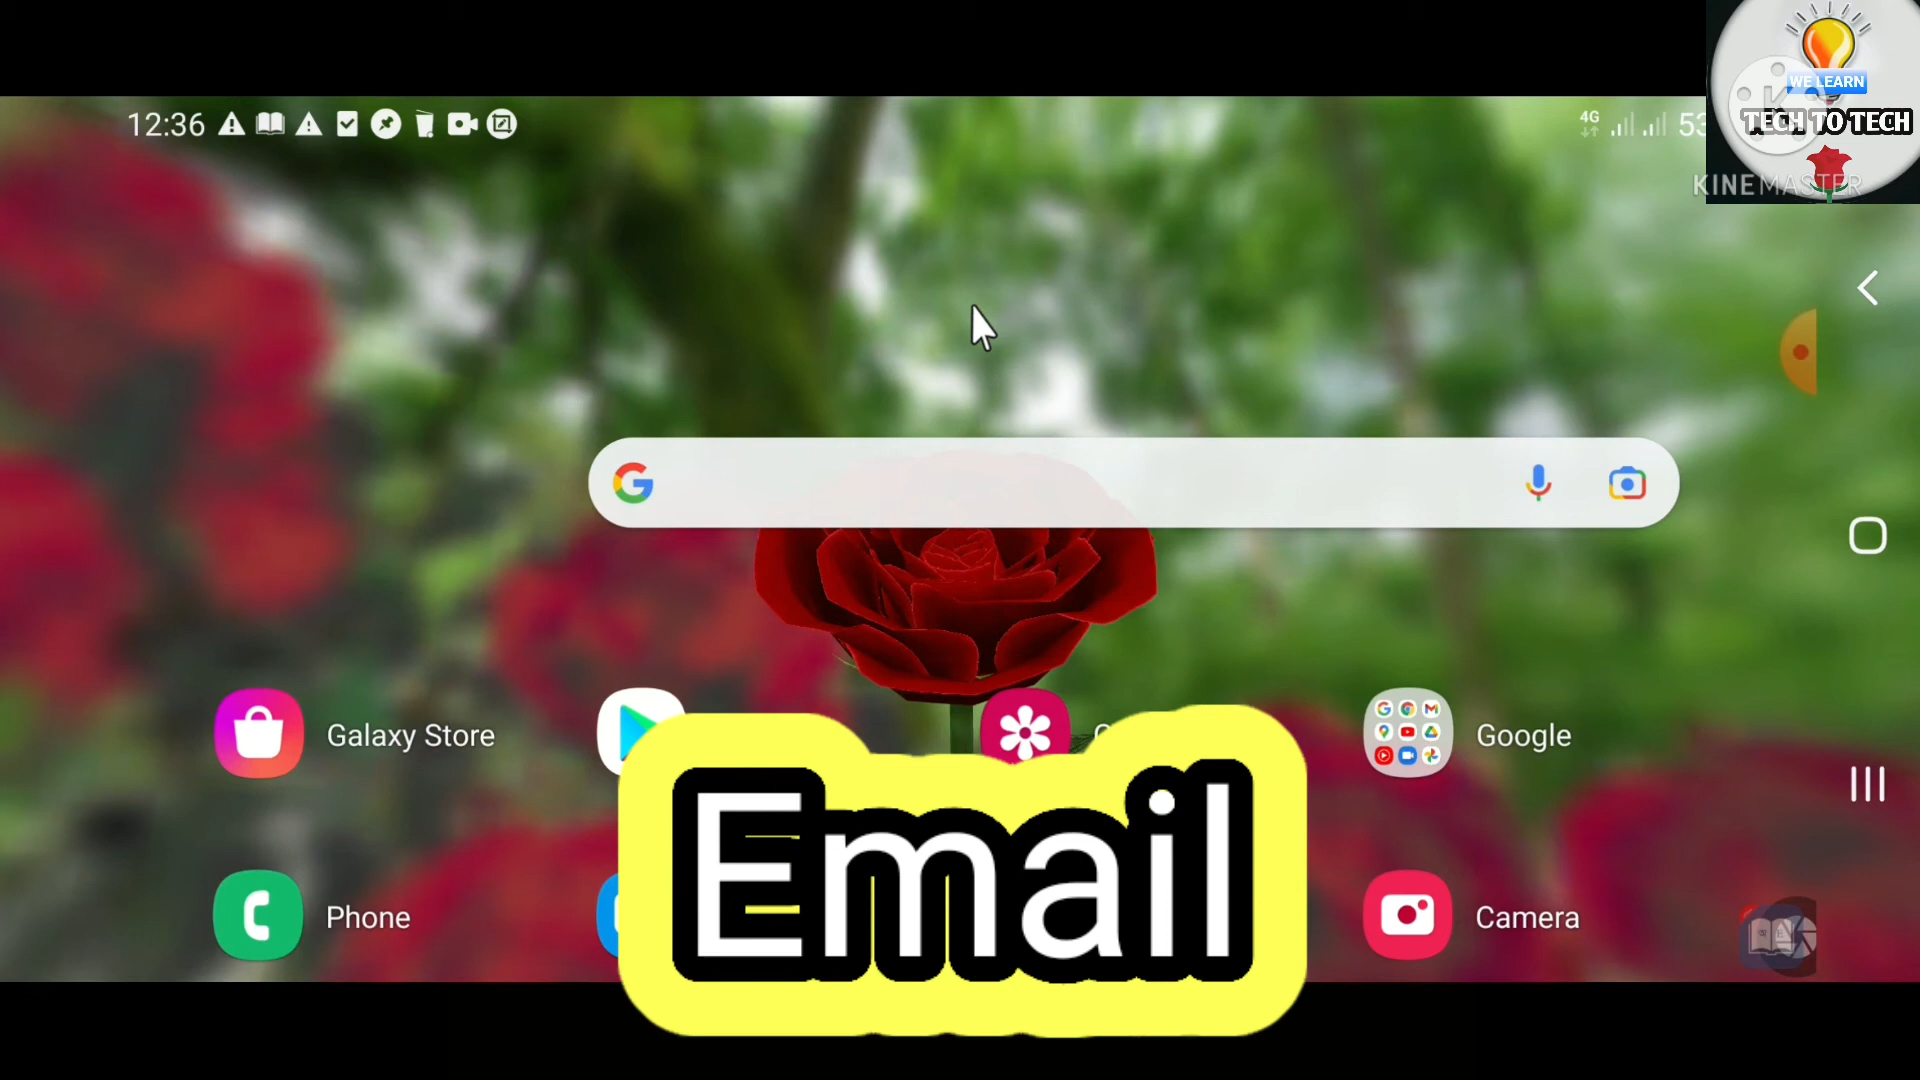 12:36
4G
WE LEARN
TECH TO TECH
KINEMASTER
Galaxy Store
Google
Email
Phone
Camera